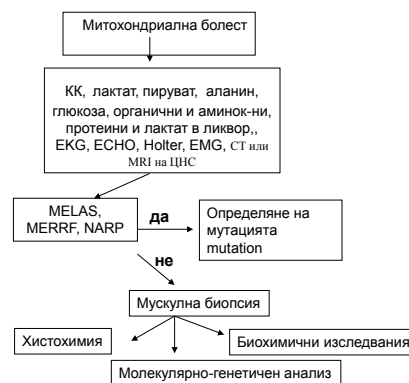 Митохондриална болест
КК, лактат, пируват, аланин,
глюкоза, органични и аминок-ни,
протеини и лактат в ликвор,,
EKG, ECHO, Holter, EMG, CT или
MRI на ЦНС
MELAS,
MERRF, NARP
да
Определяне на
мутацията
mutation
не
Мускулна биопсия
Хистохимия
Биохимични изследвания
Молекулярно-генетичен анализ